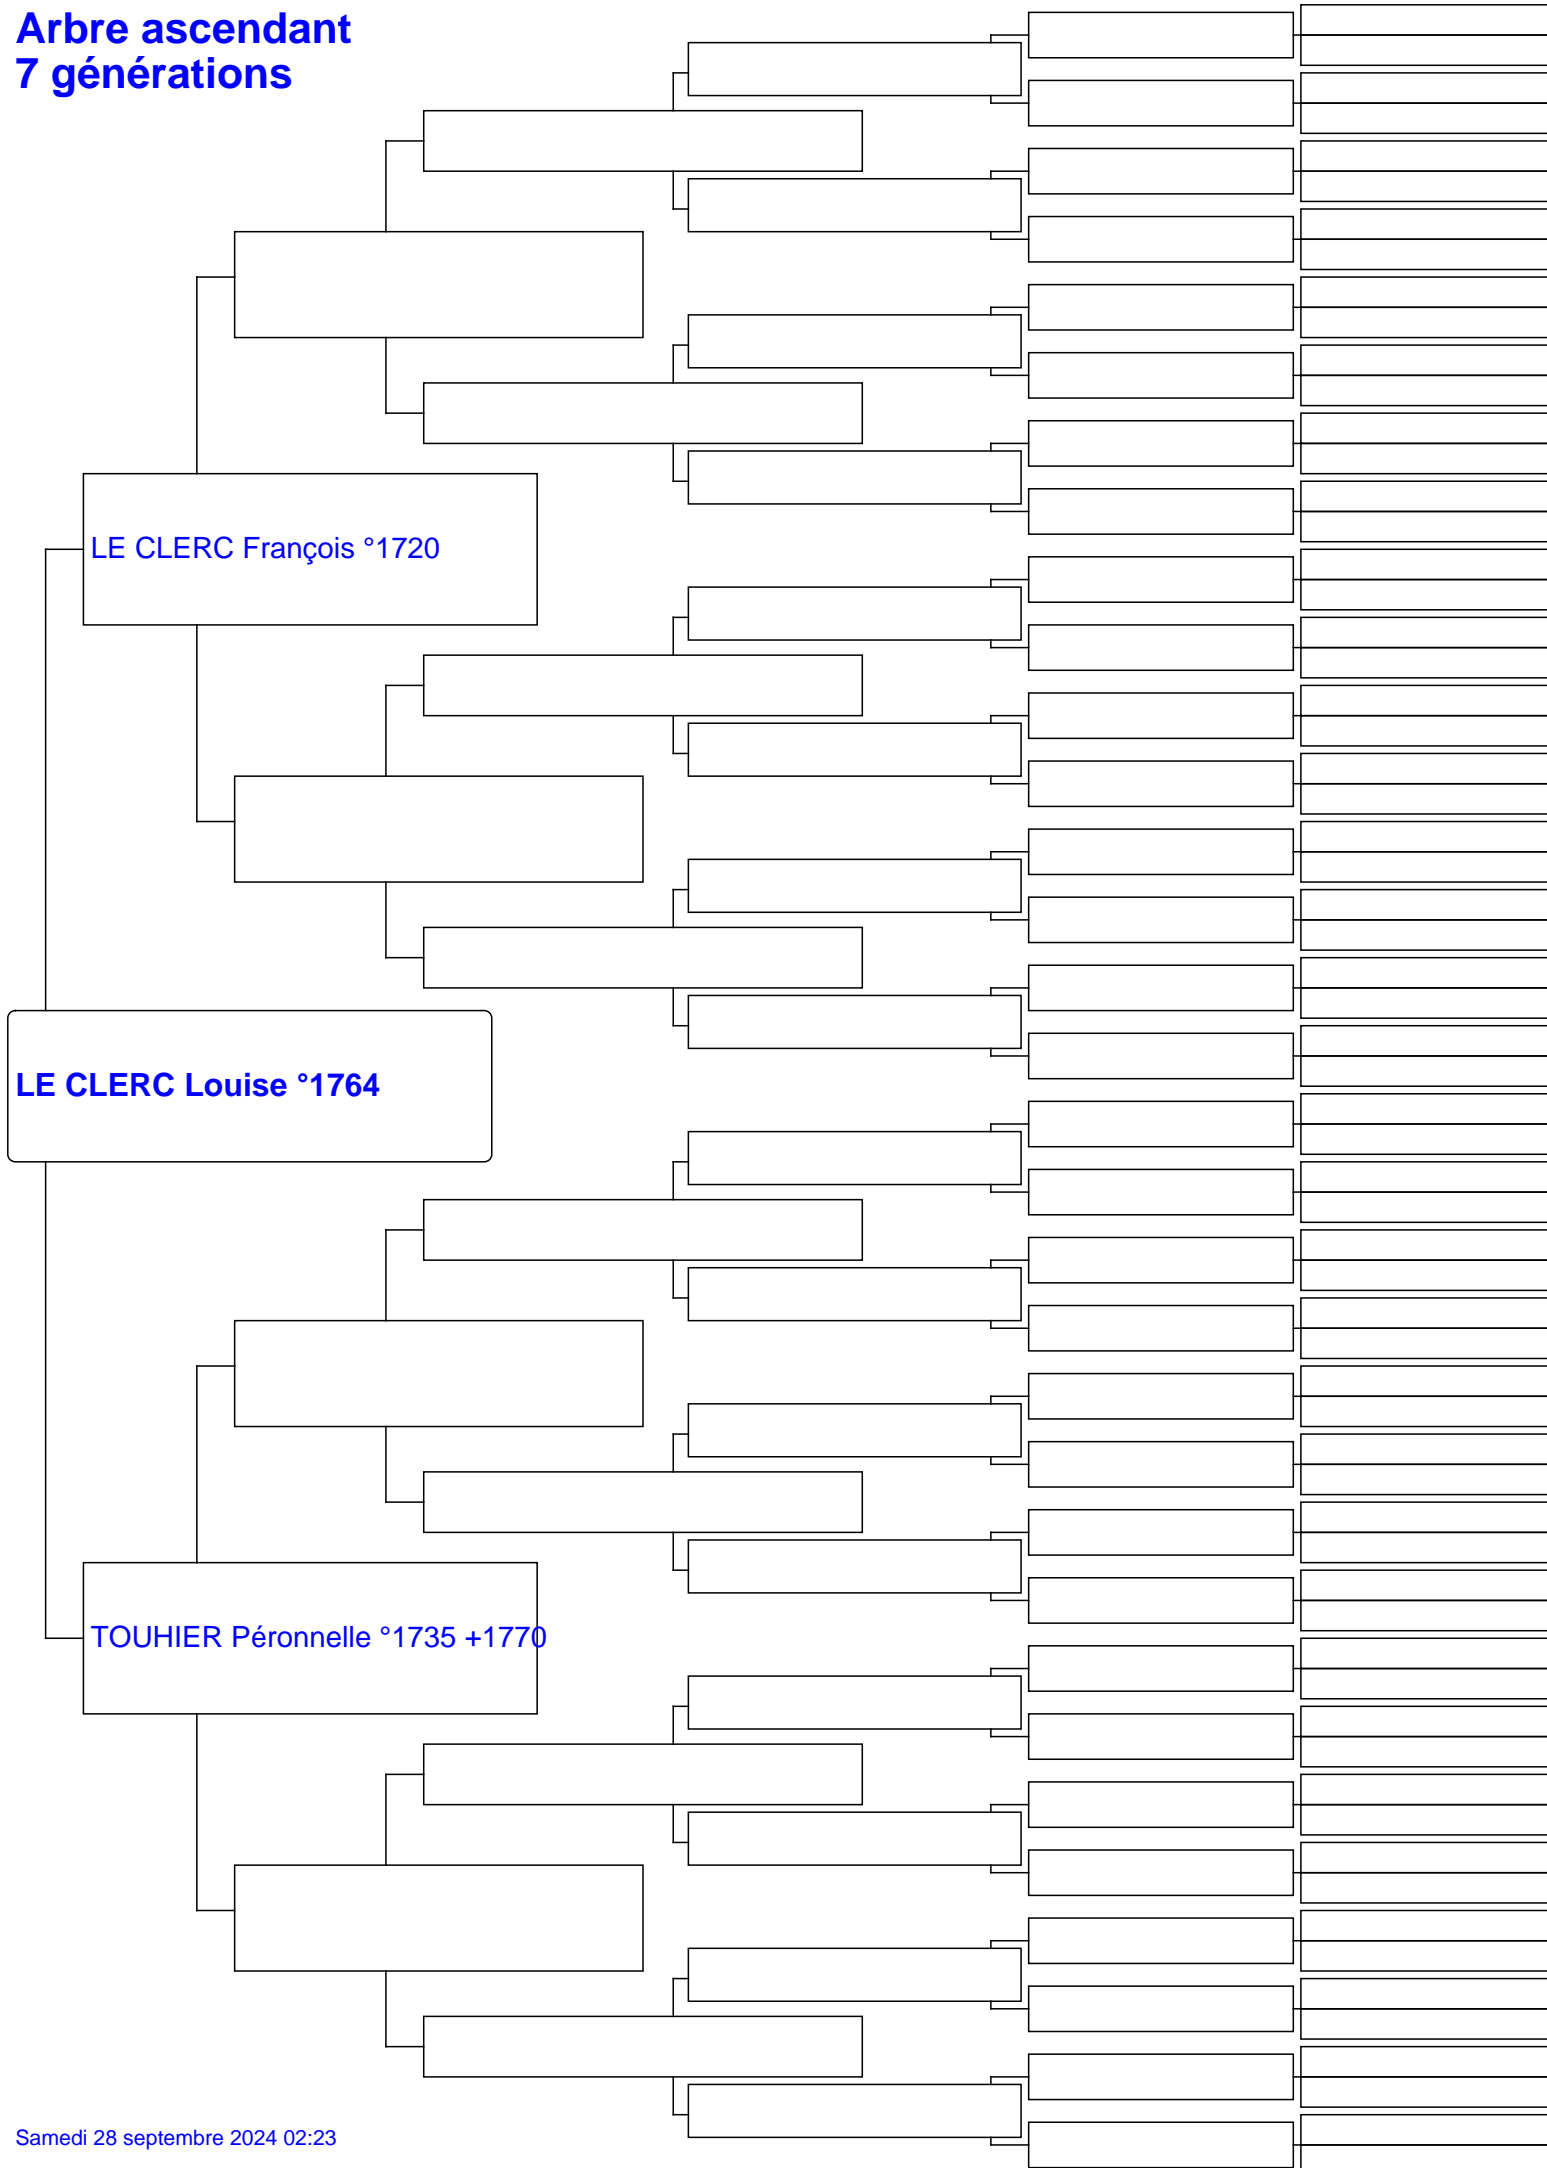 Arbre ascendant
7 générations
LE CLERC François °1720
LE CLERC Louise °1764
TOUHIER Péronnelle °1735 +1770
Samedi 28 septembre 2024 02:23